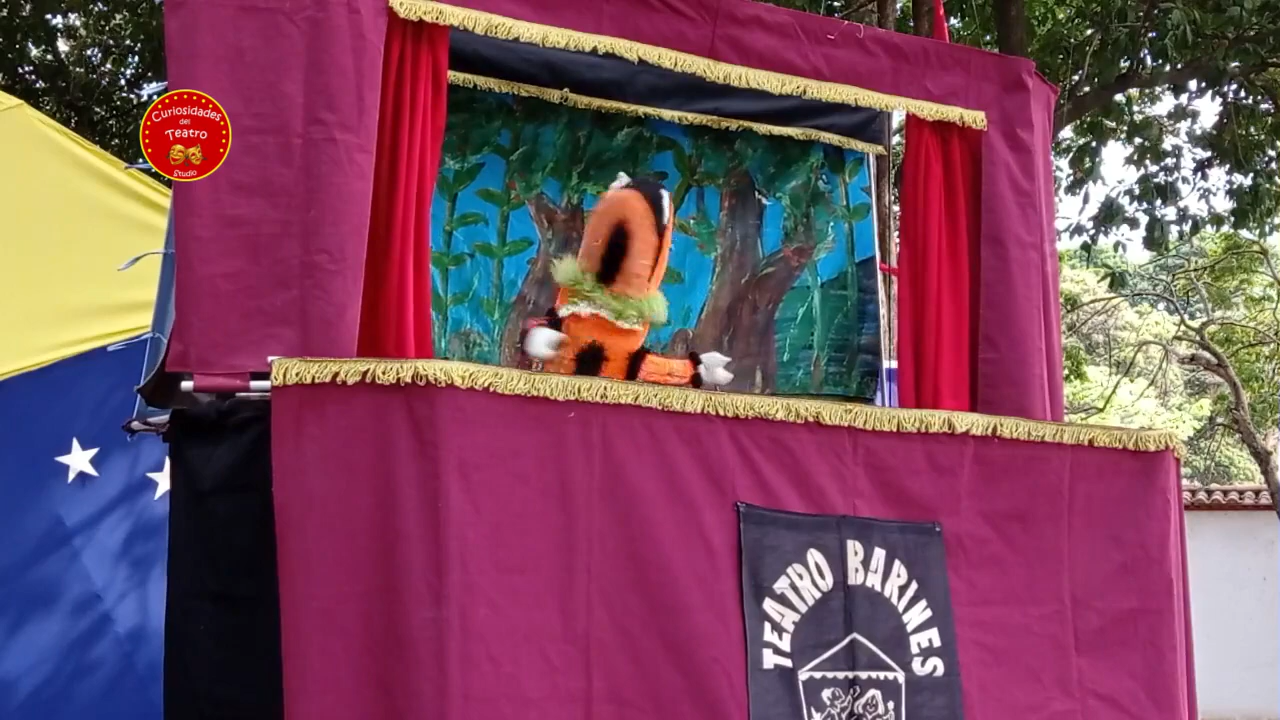 Curiosidades
del
Teatro
Studio
TEATRO BARINES